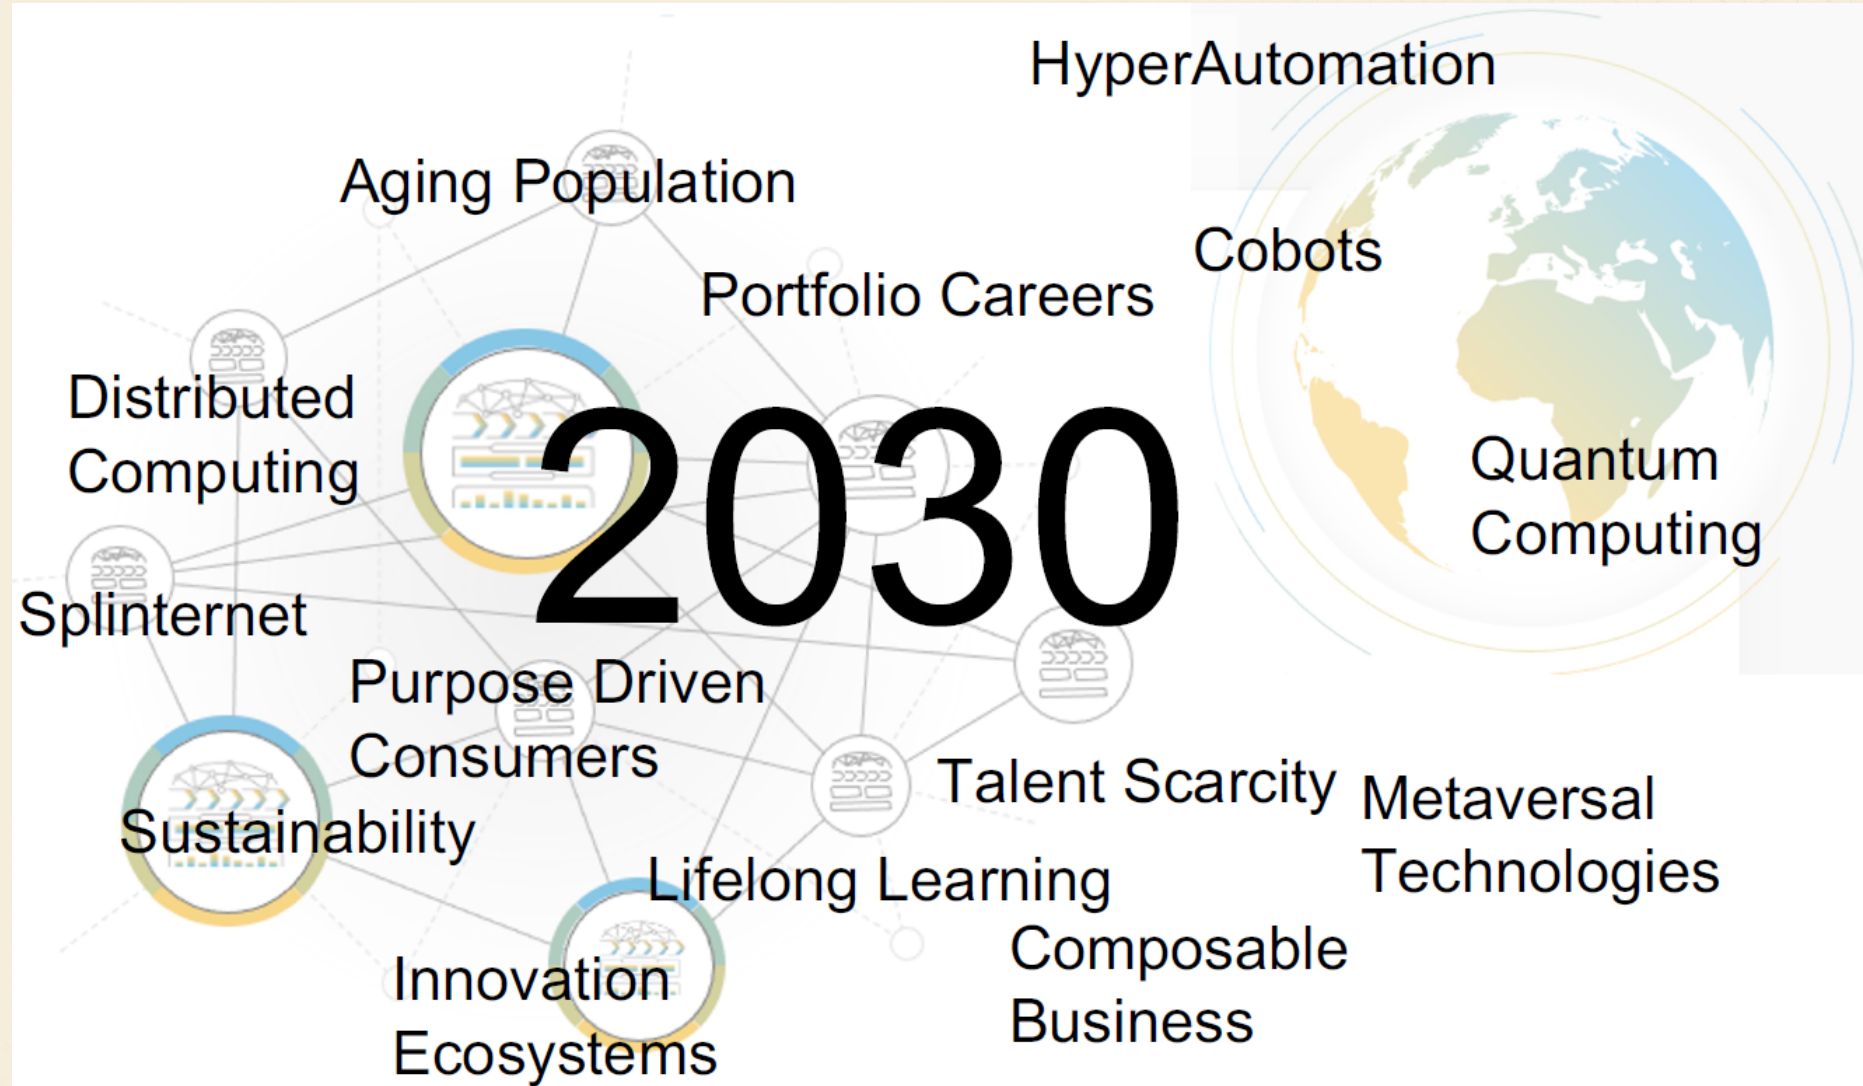 HyperAutomation
Aging Population
Cobots
Portfolio Careers
Distributed
Computing
2030
Quantum
Computing
Splinternet
Purpose Driven
Consumers
Talent Scarcity
Metaversal
Technologies
Sustainability
Lifelong Learning
Composable
Business
Innovation
Ecosystems